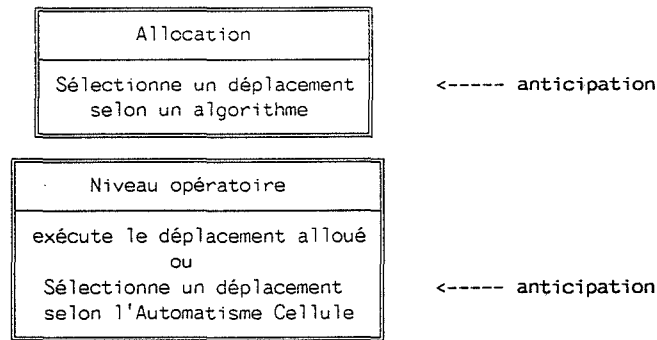 Allocation
Sélectionne un déplacement <----- anticipation
selon un algorithme
Niveau opératoire
exécute le déplacement alloué
ou
Sélectionne un déplacement <----- anticipation
selon l'Automatisme Cellule